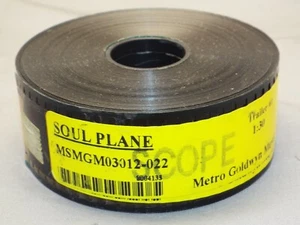 SOUL PLANE
MSMGM03012-022
SCOPE
Trailer
1:30
Metro Goldwyn